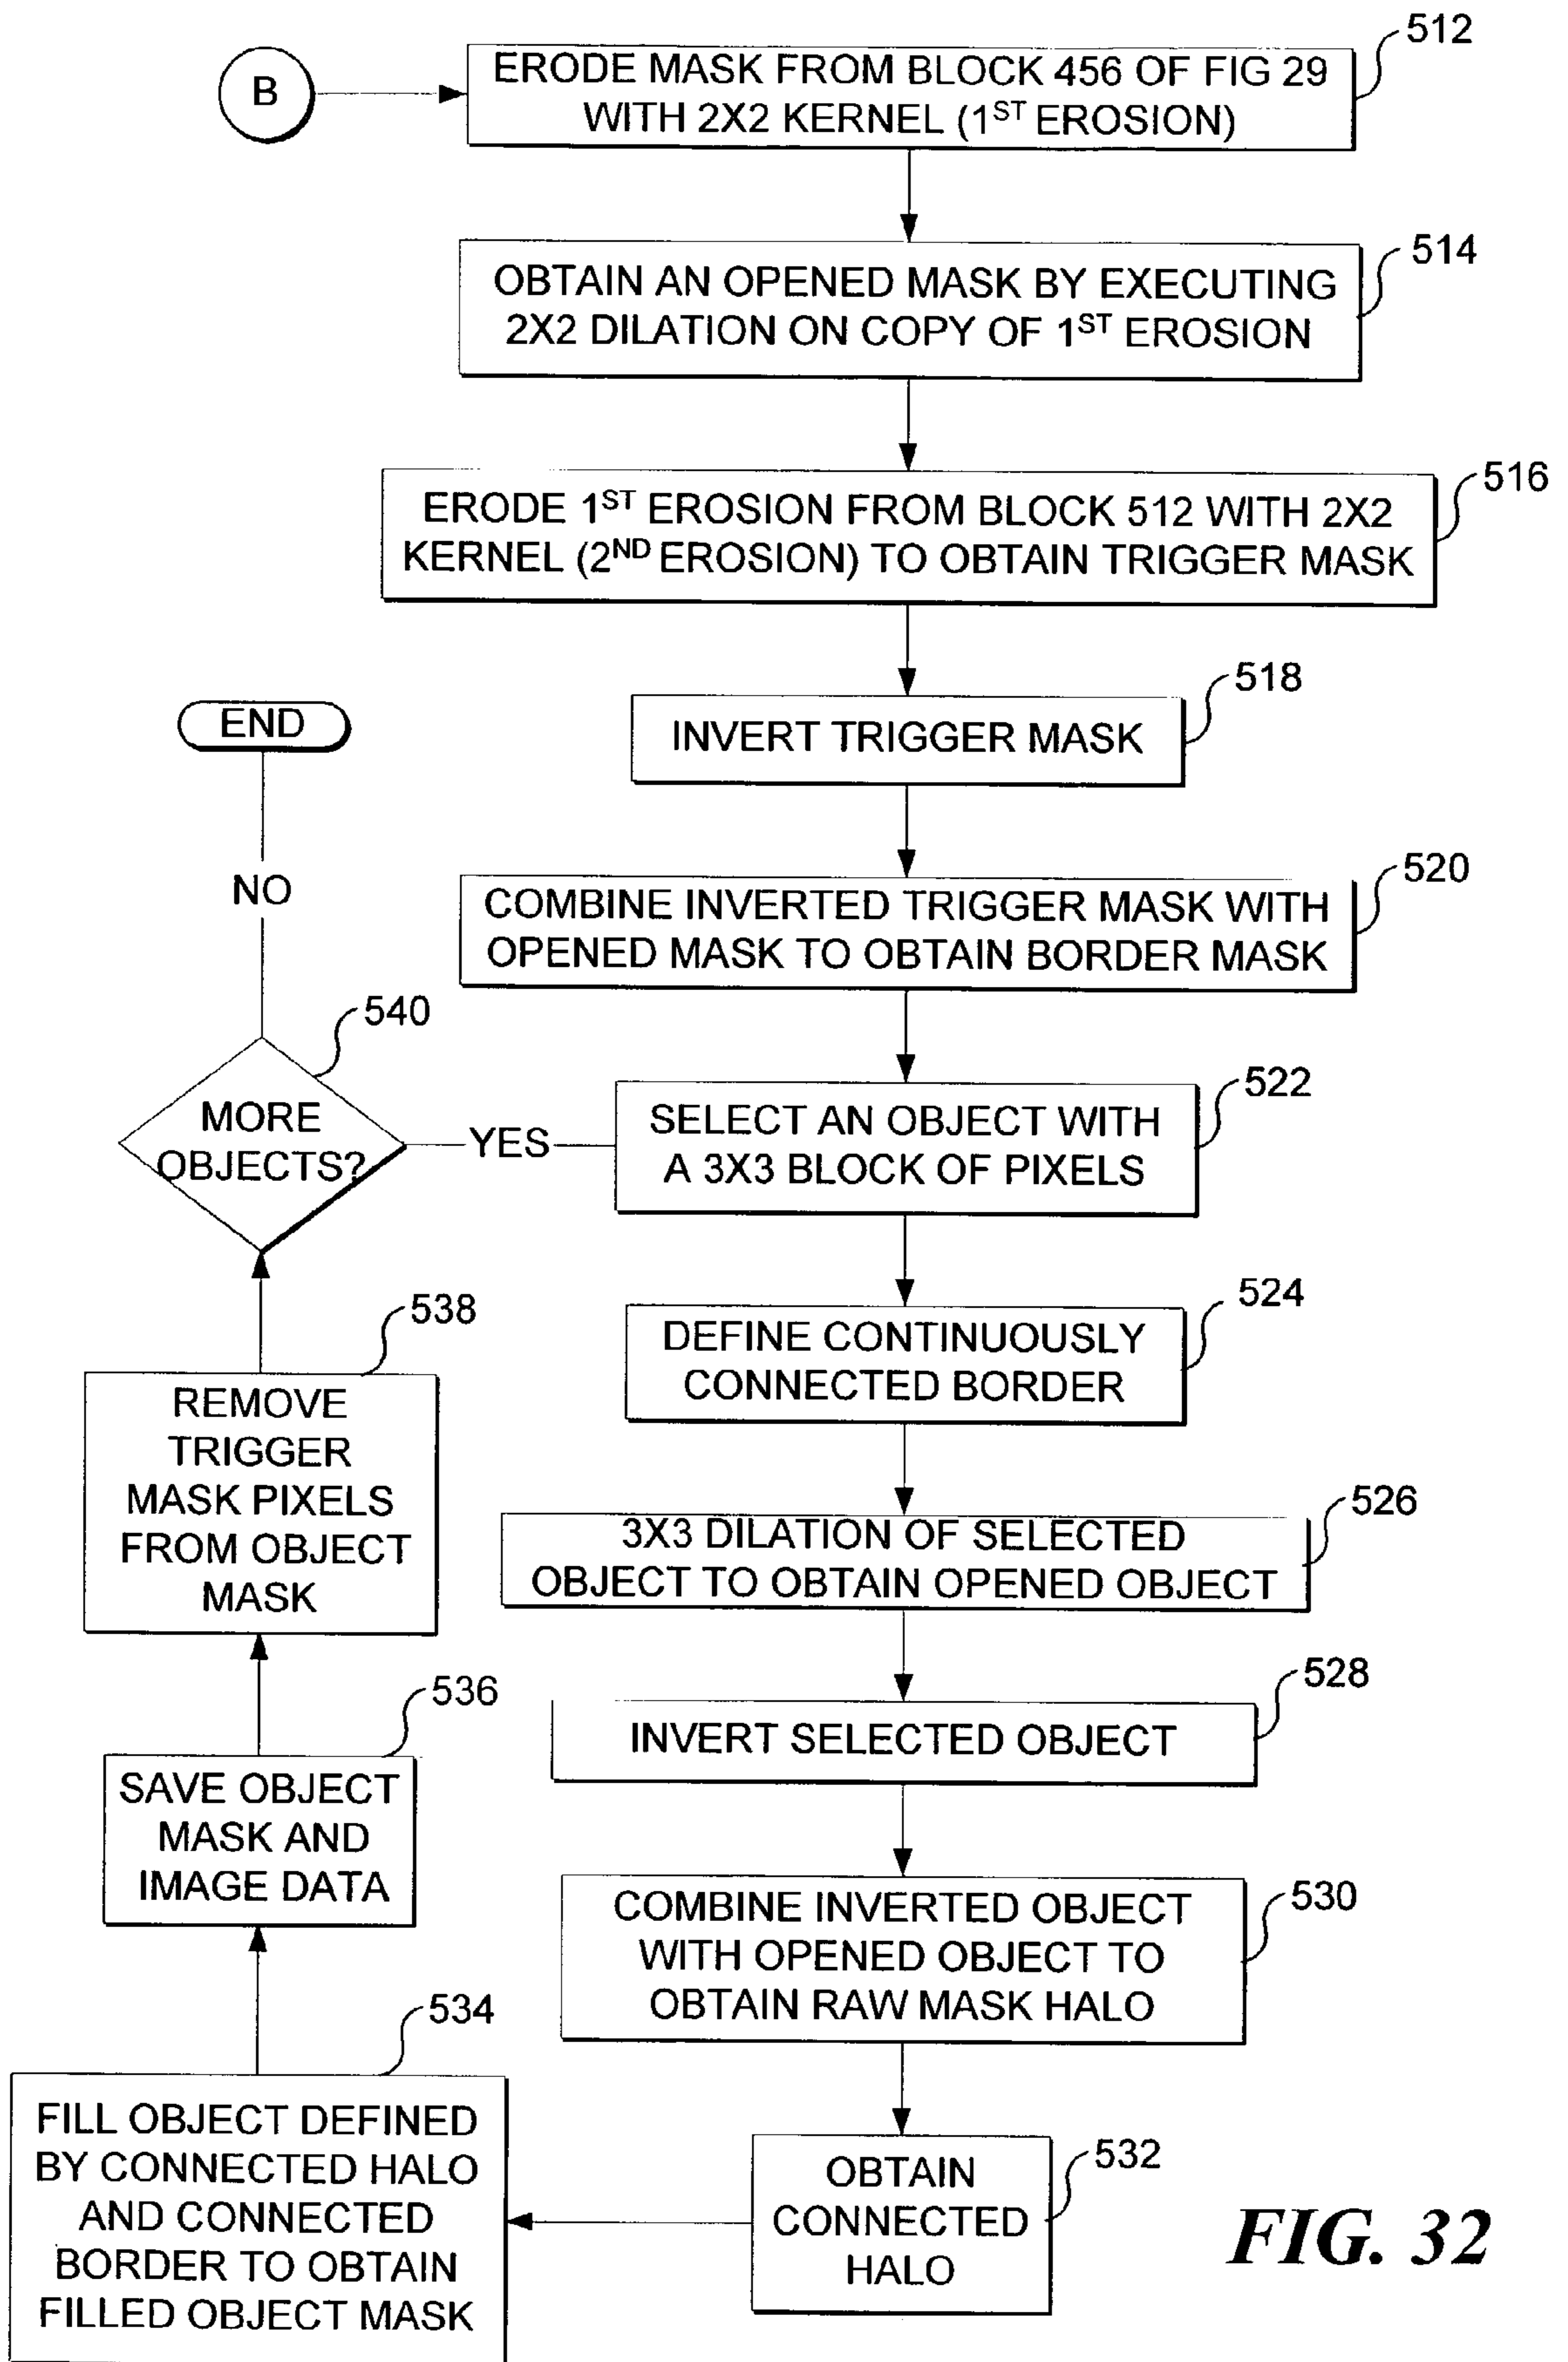 B
ERODE MASK FROM BLOCK 456 OF FIG 29
WITH 2X2 KERNEL (1ST EROSION)
512
OBTAIN AN OPENED MASK BY EXECUTING
2X2 DILATION ON COPY OF 1ST EROSION
514
ERODE 1ST EROSION FROM BLOCK 512 WITH 2X2
KERNEL (2ND EROSION) TO OBTAIN TRIGGER MASK
516
INVERT TRIGGER MASK
518
COMBINE INVERTED TRIGGER MASK WITH
OPENED MASK TO OBTAIN BORDER MASK
520
SELECT AN OBJECT WITH
A 3X3 BLOCK OF PIXELS
522
DEFINE CONTINUOUSLY
CONNECTED BORDER
524
3X3 DILATION OF SELECTED
OBJECT TO OBTAIN OPENED OBJECT
526
INVERT SELECTED OBJECT
528
COMBINE INVERTED OBJECT
WITH OPENED OBJECT TO
OBTAIN RAW MASK HALO
530
OBTAIN
CONNECTED
HALO
532
FILL OBJECT DEFINED
BY CONNECTED HALO
AND CONNECTED
BORDER TO OBTAIN
FILLED OBJECT MASK
534
SAVE OBJECT
MASK AND
IMAGE DATA
536
REMOVE
TRIGGER
MASK PIXELS
FROM OBJECT
MASK
538
MORE
OBJECTS?
540
YES
NO
END
FIG. 32